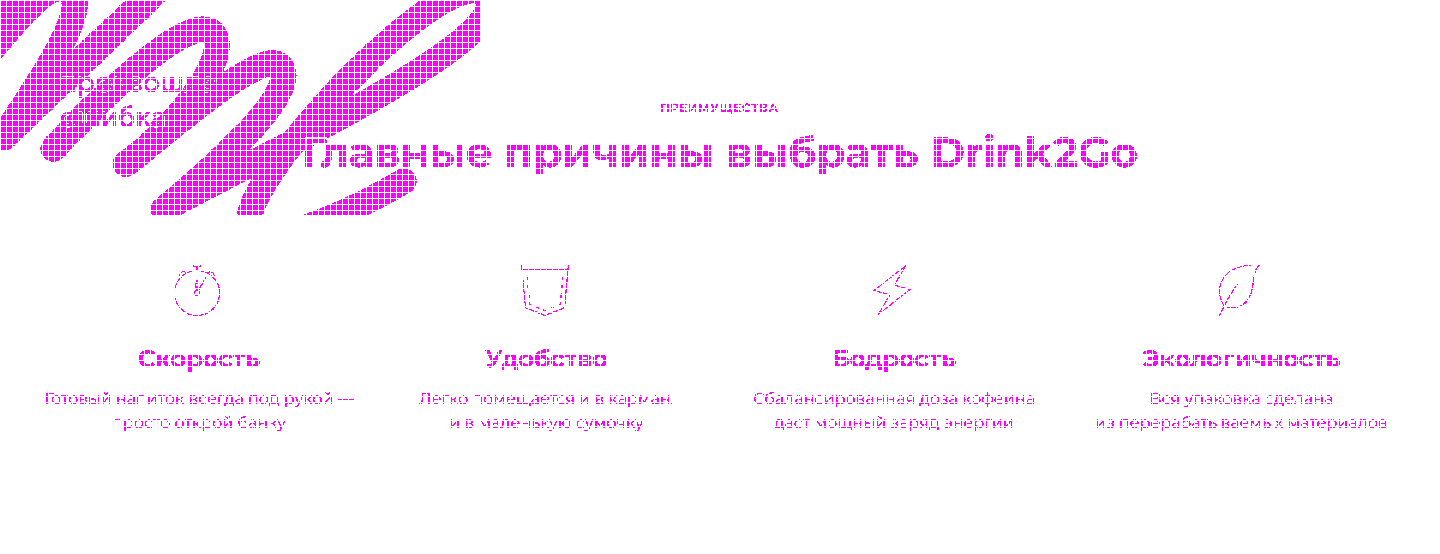 Произошла
ошибка
ПРЕИМУЩЕСТВА
Главные причины выбрать Drink2Go
Скорость
Удобство
Бодрость
Экологичность
Готовый напиток всегда под рукой —
просто открой банку
Легко помещается и в карман,
и в маленькую сумочку
Сбалансированная доза кофеина
даст мощный заряд энергии
Вся упаковка сделана
из перерабатываемых материалов